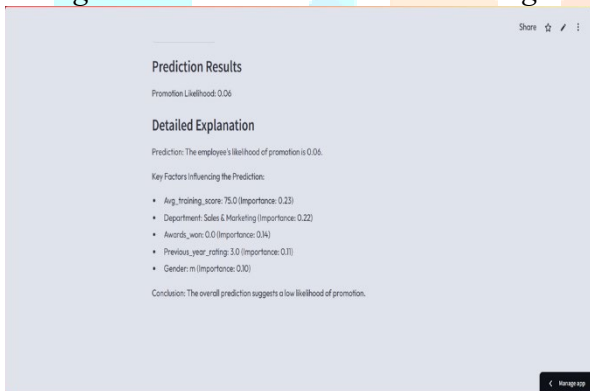 Share
Prediction Results
Promotion Likelihood: 0.06
Detailed Explanation
Prediction: The employee's likelihood of promotion is 0.06.
Key Factors Influencing the Prediction:
• Avg_training_score: 75.0 (Importance: 0.23)
• Department: Sales & Marketing (Importance: 0.22)
• Awards_won: 0.0 (Importance: 0.14)
• Previous_year_rating: 3.0 (Importance: 0.11)
• Gender: m (Importance: 0.10)
Conclusion: The overall prediction suggests a low likelihood of promotion.
< Manage app